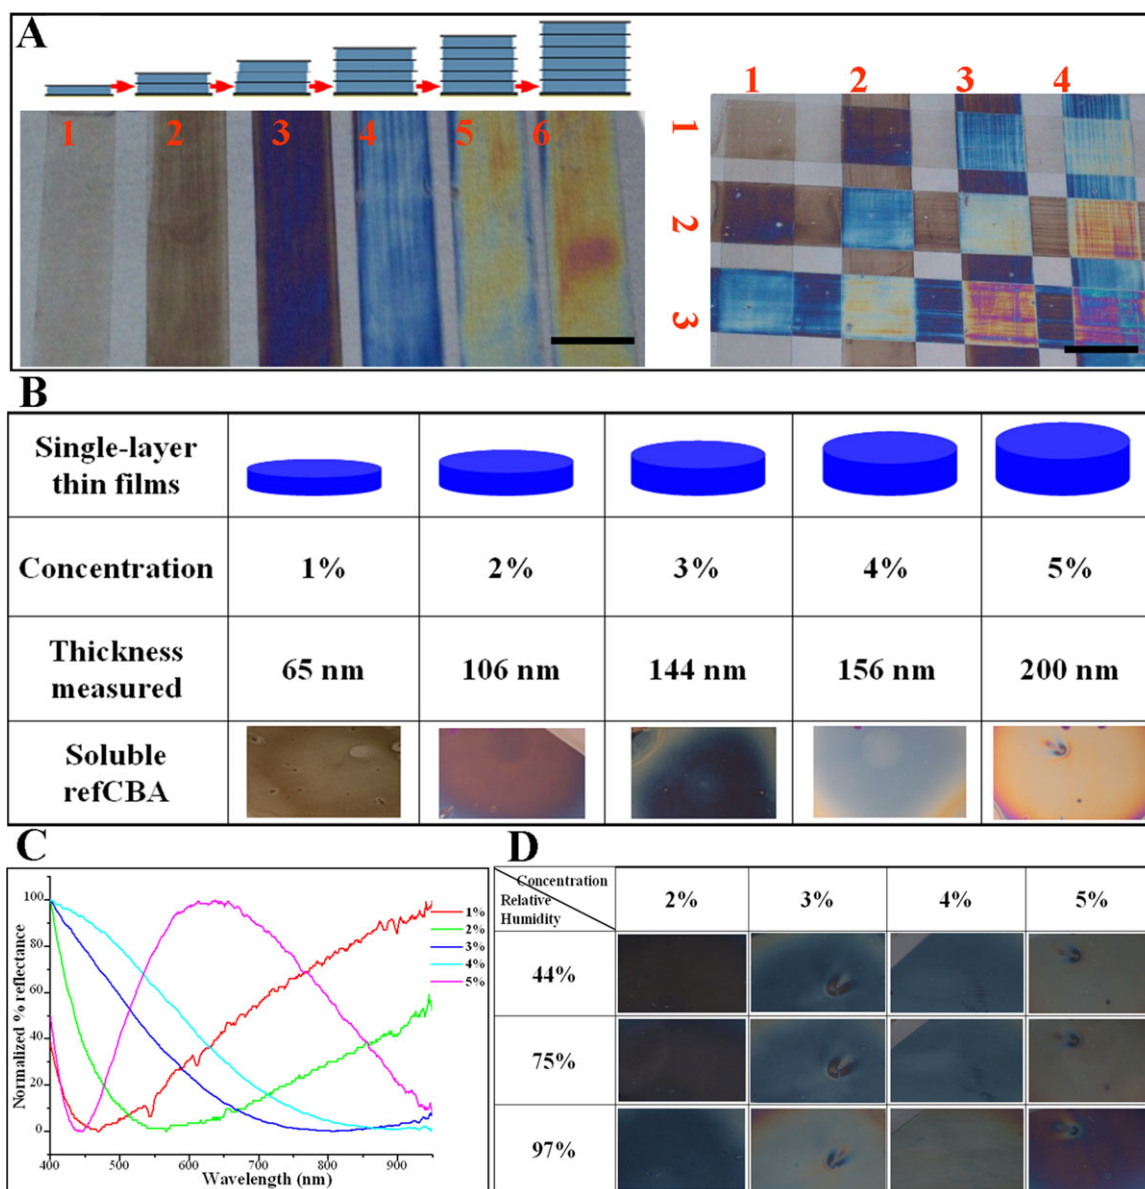 A
1 2 3 4 5 6
1 2 3 4
1
2
3
B
Single-layer
thin films
Concentration 1% 2% 3% 4% 5%
Thickness
measured
65 nm 106 nm 144 nm 156 nm 200 nm
Soluble
refCBA
C
Normalized % reflectance
100
80
60
40
20
0
400 500 600 700 800 900
Wavelength (nm)
1%
2%
3%
4%
5%
D
Concentration
Relative
Humidity
2% 3% 4% 5%
44%
75%
97%